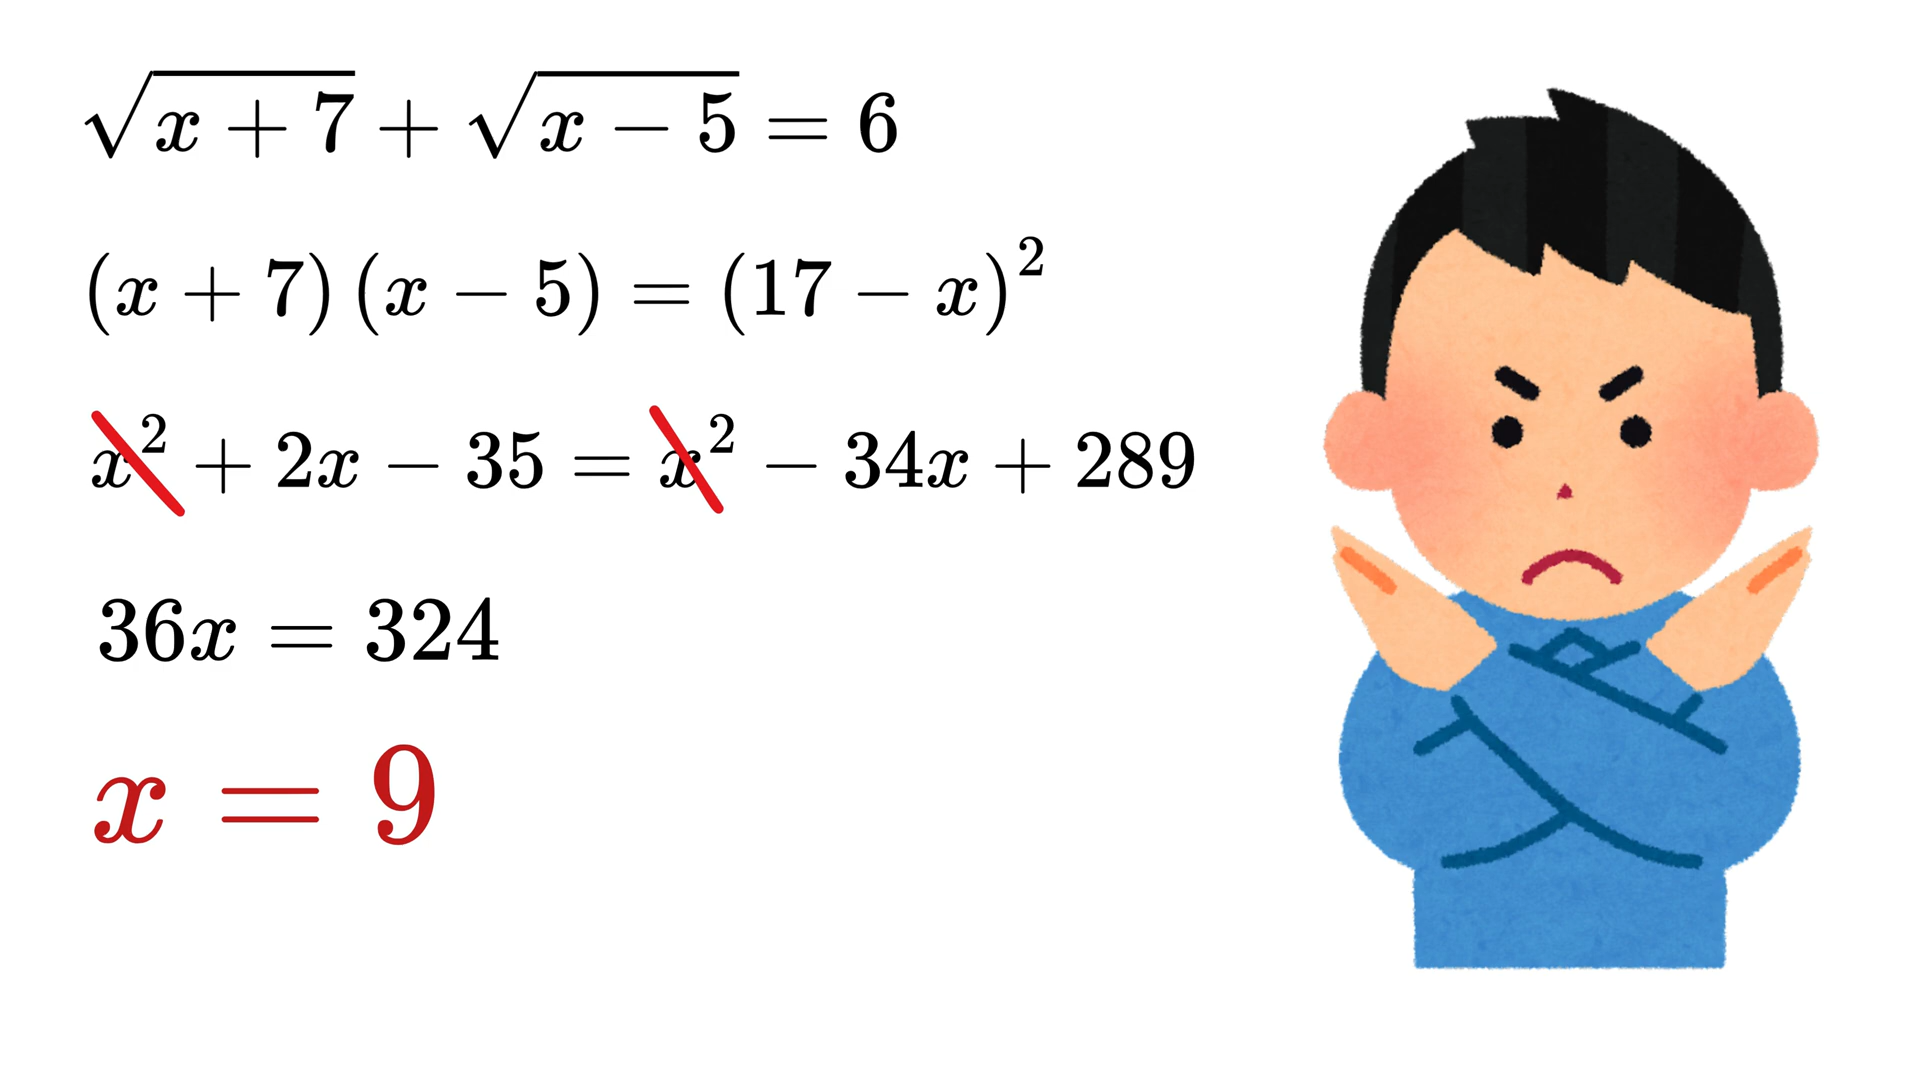 √(x + 7) + √(x − 5) = 6
(x + 7)(x − 5) = (17 − x)²
x² + 2x − 35 = x² − 34x + 289
36x = 324
x = 9